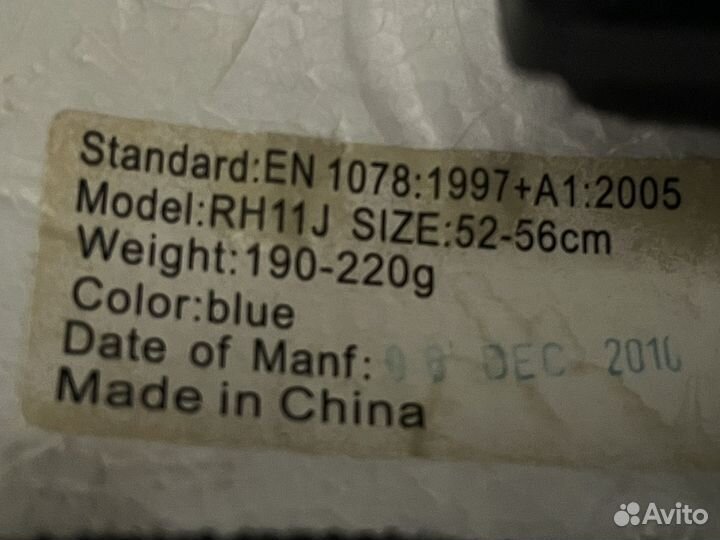 Standard:EN 1078:1997+A1:2005
Model:RH11J SIZE:52-56cm
Weight:190-220g
Color:blue
Date of Manf: DEC 2010
Made in China
Avito